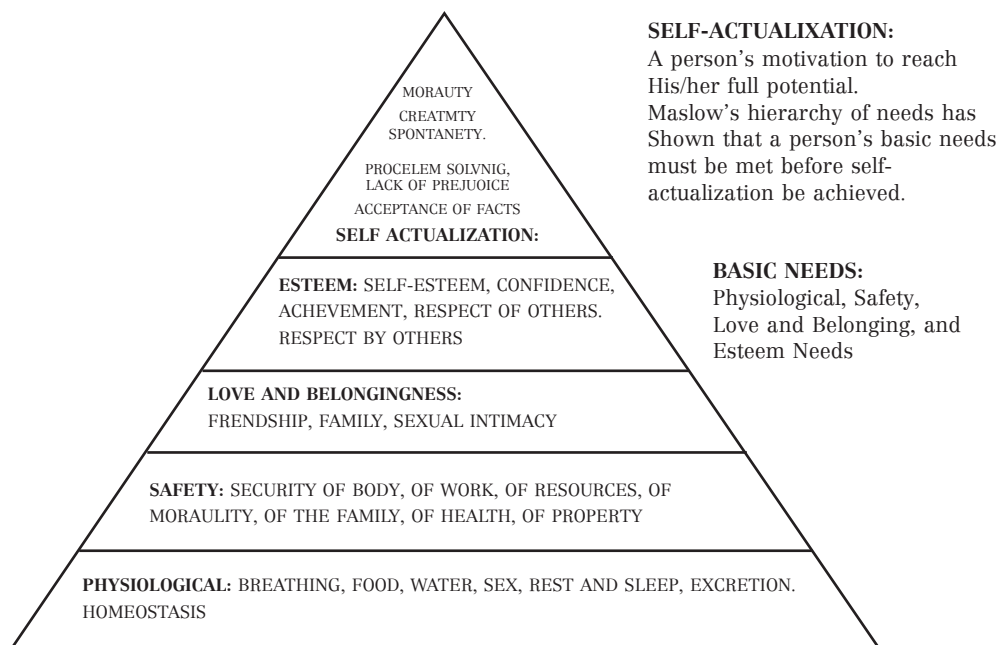 MORAUTY
CREATMTY
SPONTANETY.
PROCELEM SOLVNIG,
LACK OF PREJUOICE
ACCEPTANCE OF FACTS
SELF ACTUALIZATION:
ESTEEM: SELF-ESTEEM, CONFIDENCE,
ACHEVEMENT, RESPECT OF OTHERS.
RESPECT BY OTHERS
LOVE AND BELONGINGNESS:
FRENDSHIP, FAMILY, SEXUAL INTIMACY
SAFETY: SECURITY OF BODY, OF WORK, OF RESOURCES, OF
MORAULITY, OF THE FAMILY, OF HEALTH, OF PROPERTY
PHYSIOLOGICAL: BREATHING, FOOD, WATER, SEX, REST AND SLEEP, EXCRETION.
HOMEOSTASIS
SELF-ACTUALIXATION:
A person's motivation to reach
His/her full potential.
Maslow's hierarchy of needs has
Shown that a person's basic needs
must be met before self-
actualization be achieved.
BASIC NEEDS:
Physiological, Safety,
Love and Belonging, and
Esteem Needs